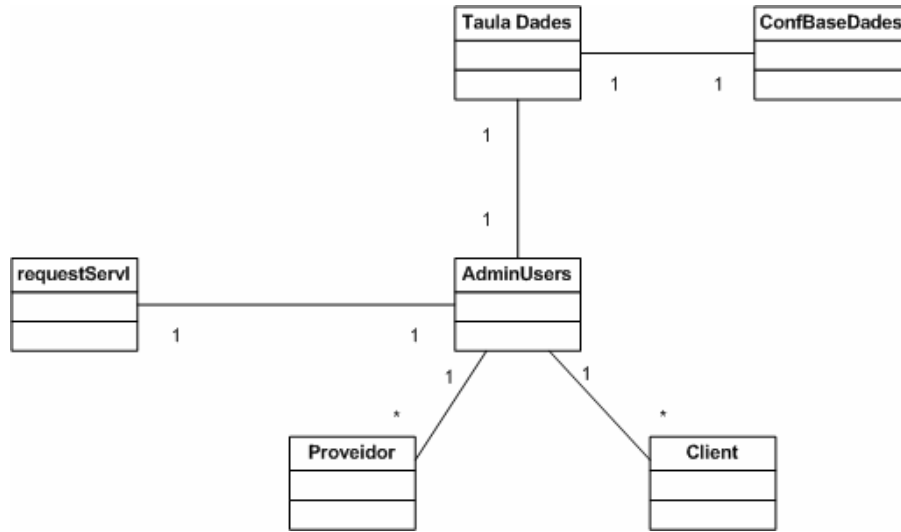 Taula Dades
ConfBaseDades
1
1
1
1
requestServl
AdminUsers
1
1
1
1
*
*
Proveidor
Client